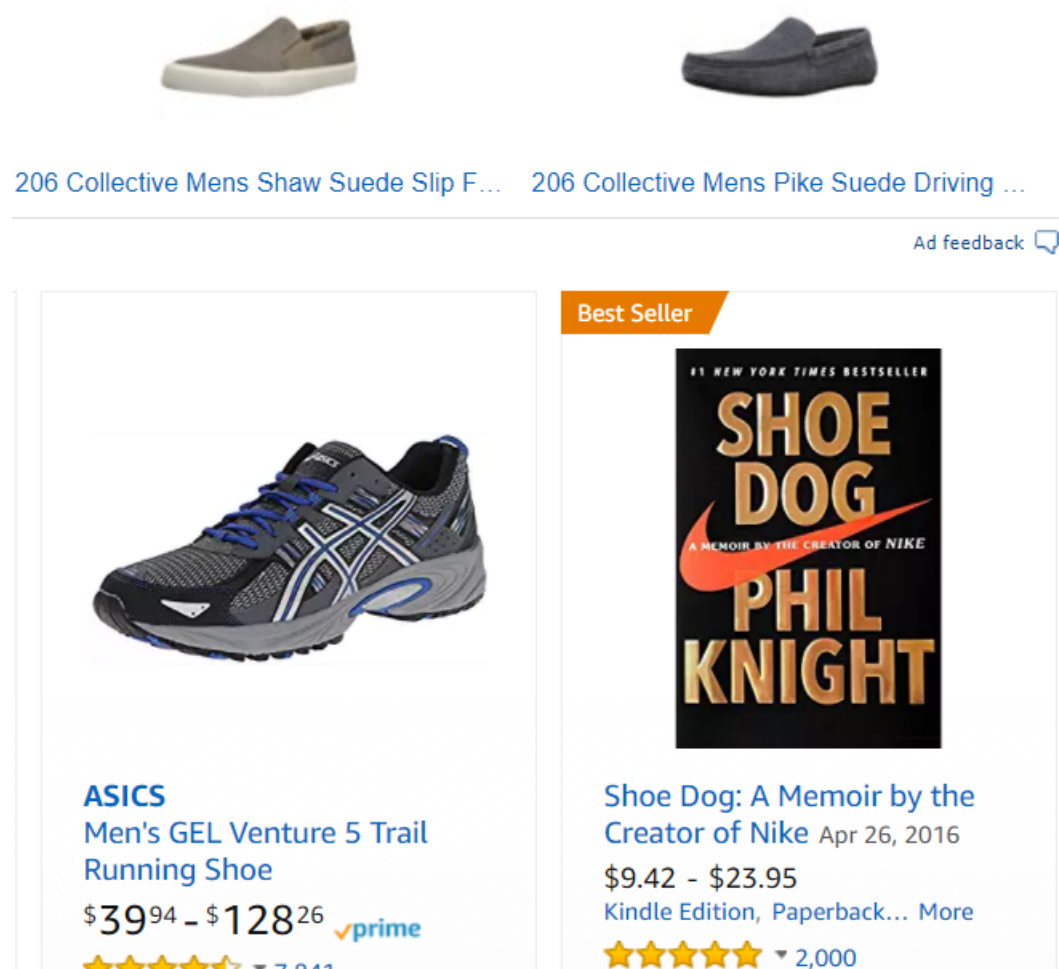 206 Collective Mens Shaw Suede Slip F...
206 Collective Mens Pike Suede Driving ...
Ad feedback
ASICS
ASICS
Men's GEL Venture 5 Trail
Running Shoe
$39 94 - $128 26 prime
Best Seller
#1 NEW YORK TIMES BESTSELLER
SHOE
DOG
A MEMOIR BY THE CREATOR OF NIKE
PHIL
KNIGHT
Shoe Dog: A Memoir by the
Creator of Nike Apr 26, 2016
$9.42 - $23.95
Kindle Edition, Paperback... More
2,000